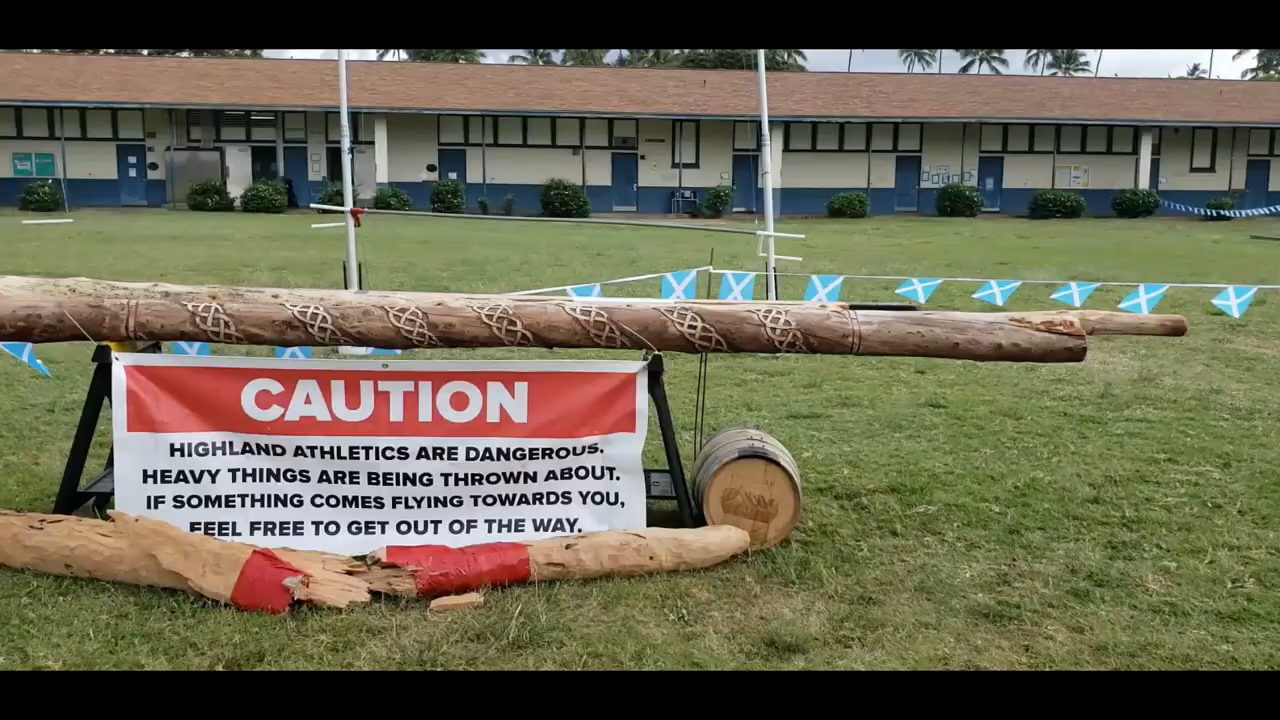 CAUTION
HIGHLAND ATHLETICS ARE DANGEROUS.
HEAVY THINGS ARE BEING THROWN ABOUT.
IF SOMETHING COMES FLYING TOWARDS YOU,
FEEL FREE TO GET OUT OF THE WAY.